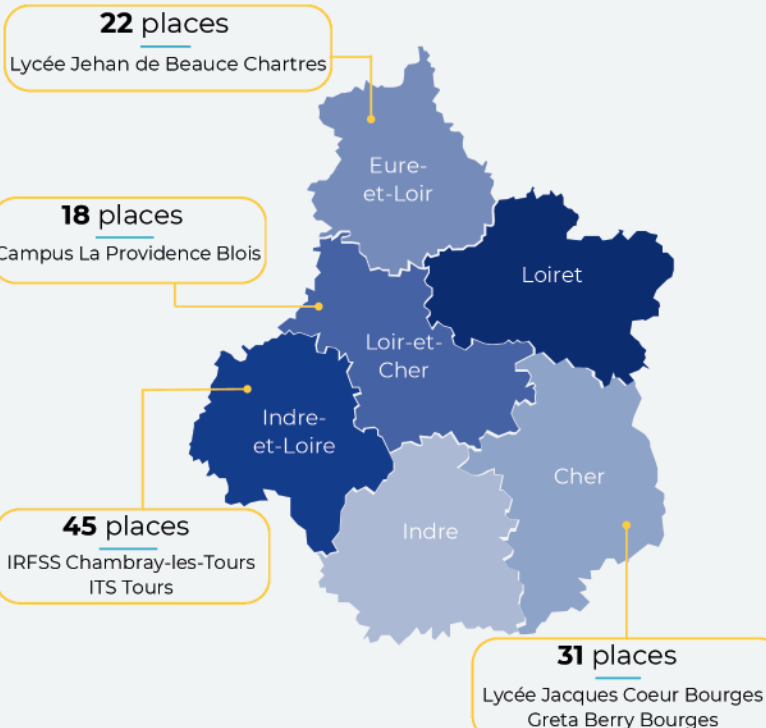 22 places
Lycée Jehan de Beauce Chartres
Eure-
et-Loir
18 places
Campus La Providence Blois
Loiret
Loir-et-
Cher
Indre-
et-Loire
Cher
Indre
45 places
IRFSS Chambray-les-Tours
ITS Tours
31 places
Lycée Jacques Coeur Bourges
Greta Berry Bourges